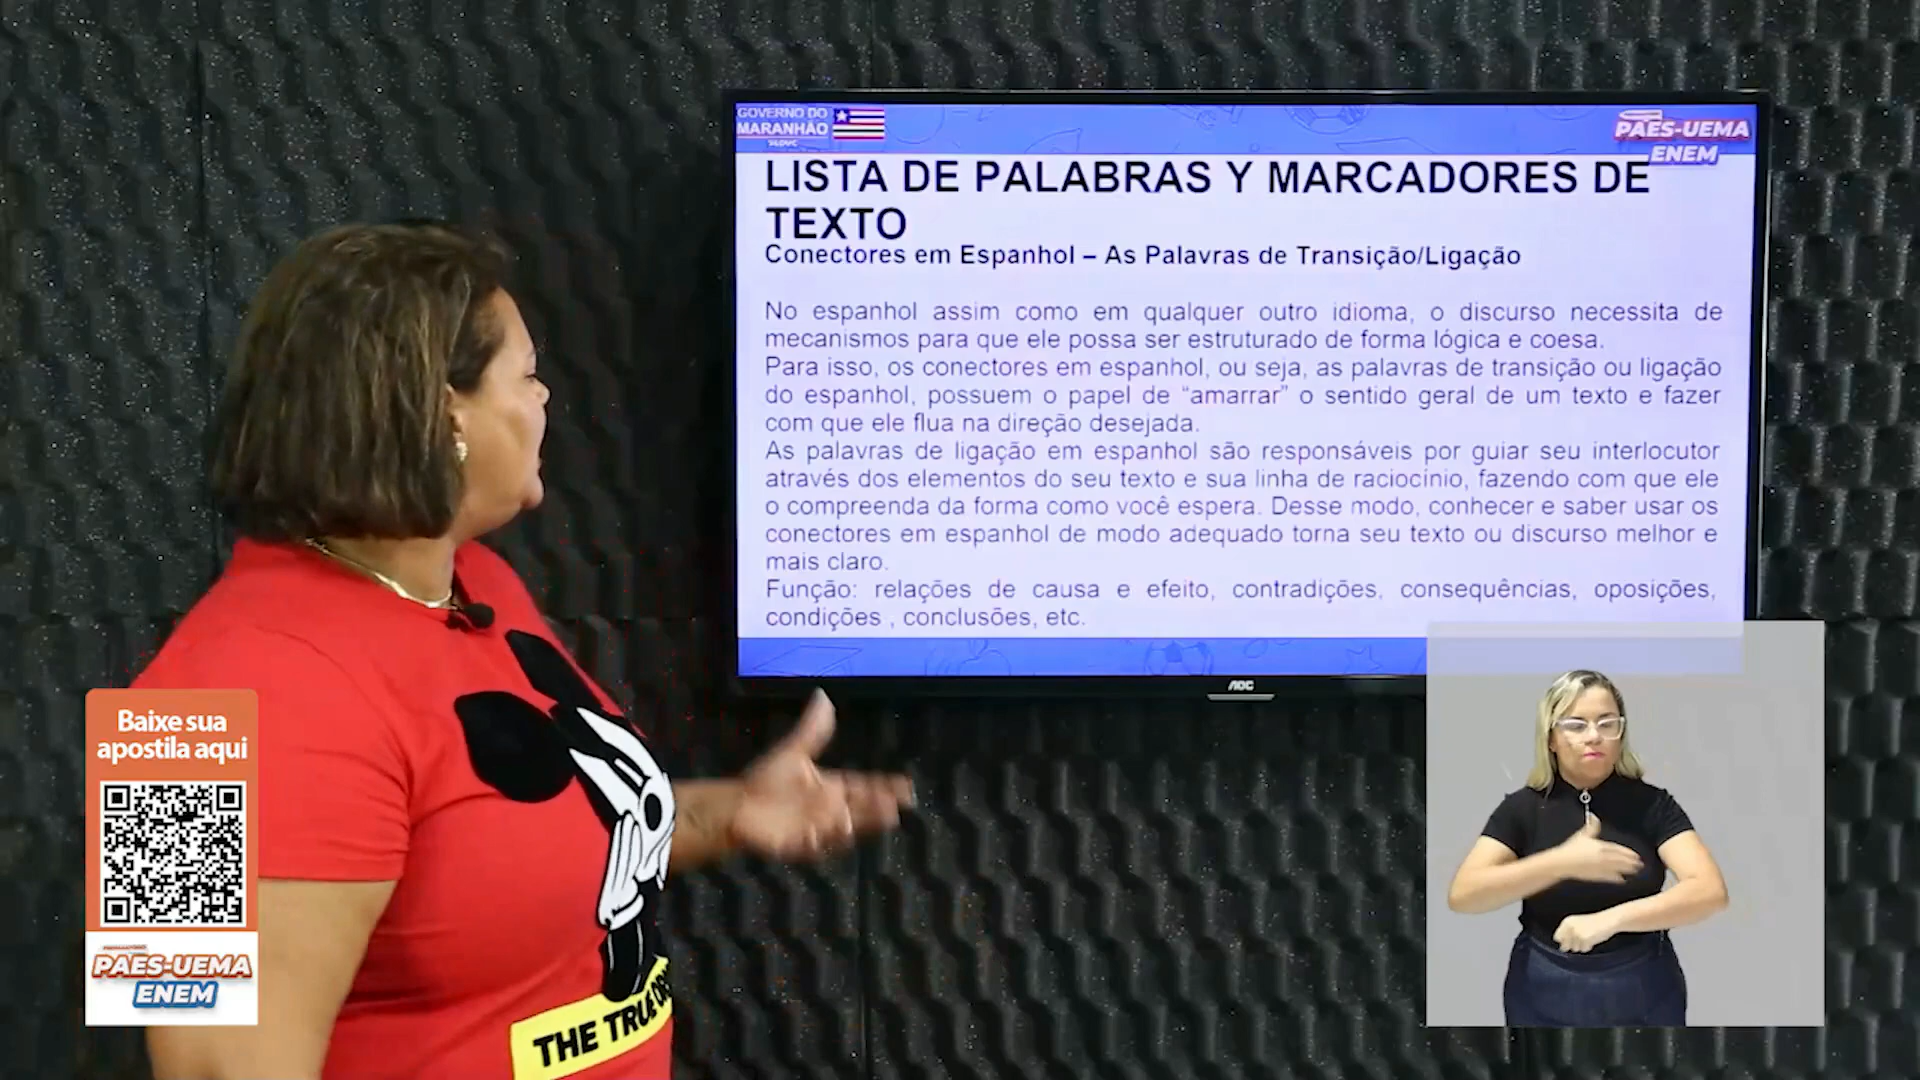 GOVERNO DO
MARANHÃO
SEDUC
PAES-UEMA
ENEM
LISTA DE PALABRAS Y MARCADORES DE
TEXTO
Conectores em Espanhol – As Palavras de Transição/Ligação
No espanhol assim como em qualquer outro idioma, o discurso necessita de
mecanismos para que ele possa ser estruturado de forma lógica e coesa.
Para isso, os conectores em espanhol, ou seja, as palavras de transição ou ligação
do espanhol, possuem o papel de “amarrar” o sentido geral de um texto e fazer
com que ele flua na direção desejada.
As palavras de ligação em espanhol são responsáveis por guiar seu interlocutor
através dos elementos do seu texto e sua linha de raciocínio, fazendo com que ele
o compreenda da forma como você espera. Desse modo, conhecer e saber usar os
conectores em espanhol de modo adequado torna seu texto ou discurso melhor e
mais claro.
Função: relações de causa e efeito, contradições, consequências, oposições,
condições , conclusões, etc.
AOC
Baixe sua
apostila aqui
PAES-UEMA
ENEM
THE TRUE